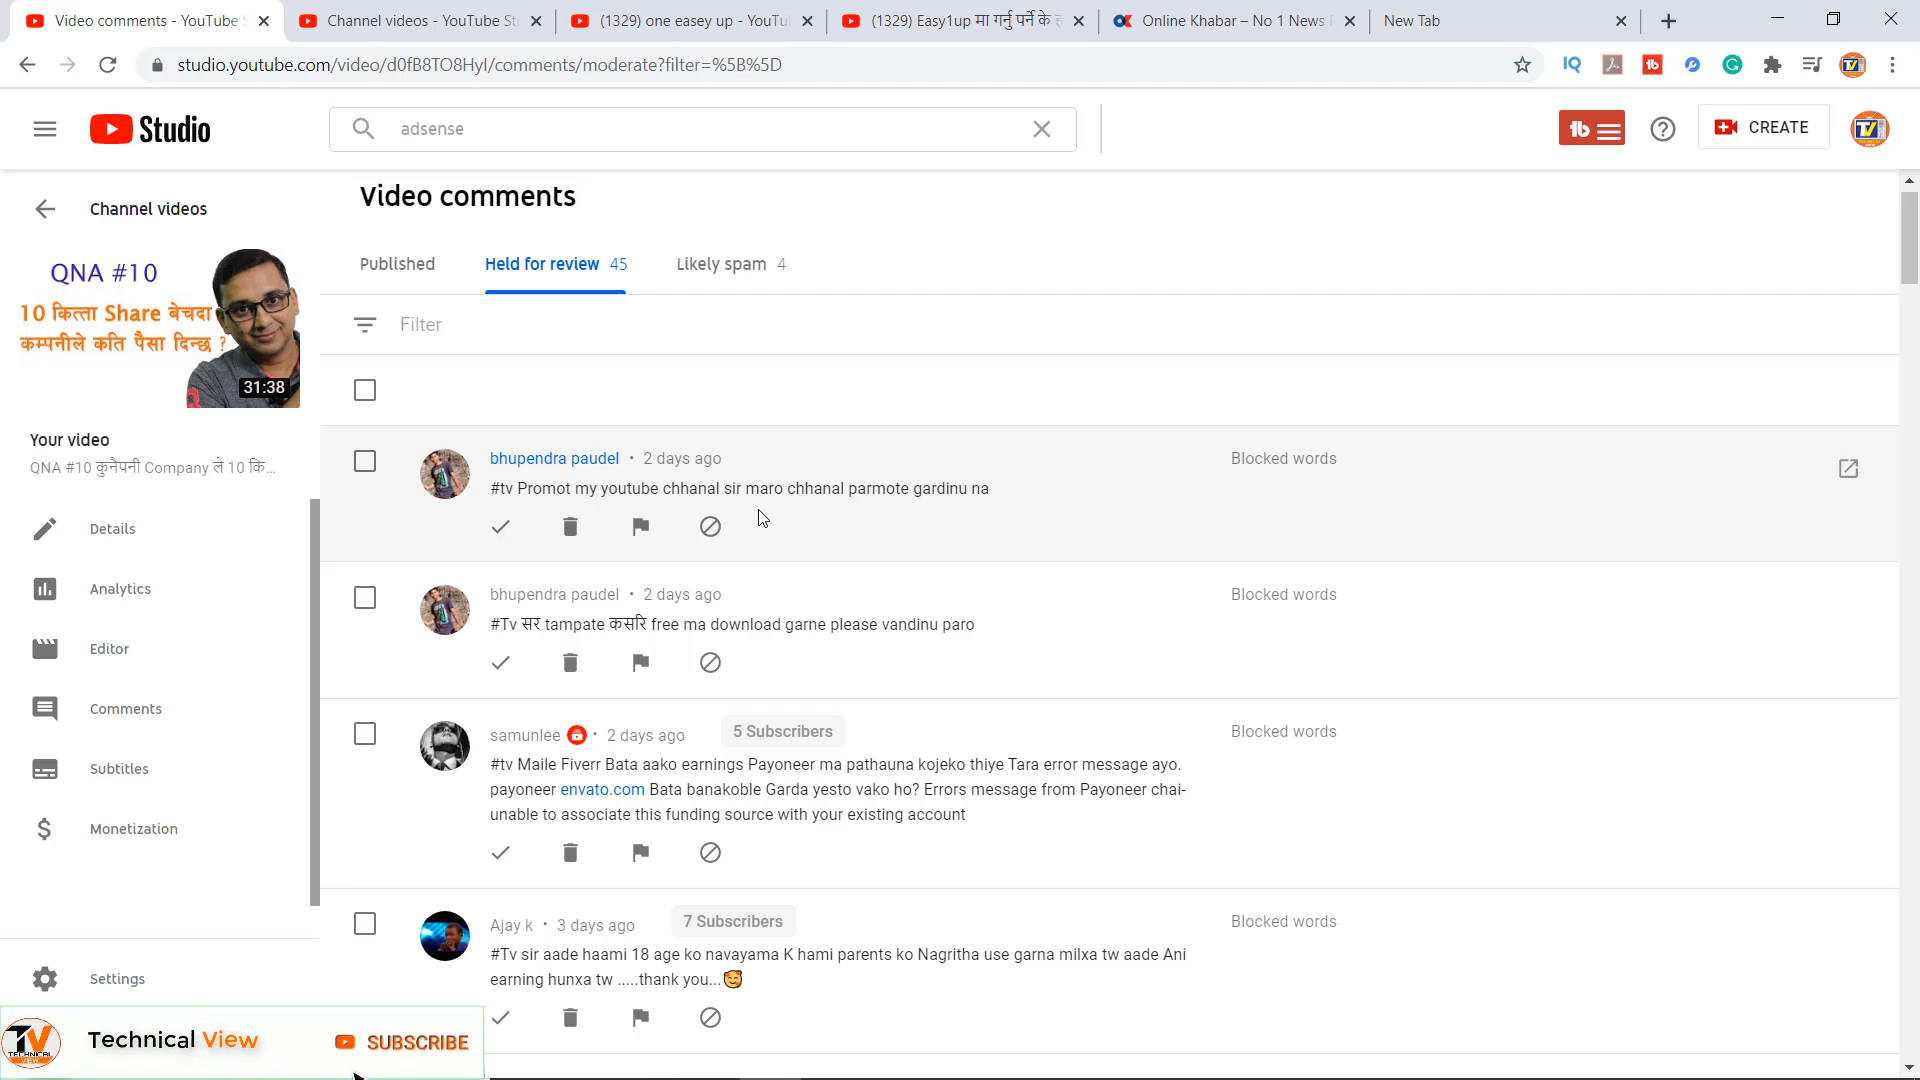 Video comments - YouTube S
Channel videos - YouTube St
(1329) one easey up - YouTu
(1329) Easy1up मा गर्नु पर्ने के
Online Khabar – No 1 News
New Tab
studio.youtube.com/video/d0fB8TO8HyI/comments/moderate?filter=%5B%5D
IQ
tb
Studio
adsense
tb
CREATE
TV
Channel videos
Video comments
QNA #10
10 कित्ता Share बेचदा
कम्पनीले कति पैसा दिन्छ ?
31:38
Your video
QNA #10 कुनैपनी Company ले 10 कि...
Details
Analytics
Editor
Comments
Subtitles
Monetization
Settings
Published
Held for review 45
Likely spam 4
Filter
bhupendra paudel • 2 days ago
Blocked words
#tv Promot my youtube chhanal sir maro chhanal parmote gardinu na
bhupendra paudel • 2 days ago
Blocked words
#Tv सर tampate कसरि free ma download garne please vandinu paro
samunlee • 2 days ago
5 Subscribers
Blocked words
#tv Maile Fiverr Bata aako earnings Payoneer ma pathauna kojeko thiye Tara error message ayo.
payoneer envato.com Bata banakoble Garda yesto vako ho? Errors message from Payoneer chai-
unable to associate this funding source with your existing account
Ajay k • 3 days ago
7 Subscribers
Blocked words
#Tv sir aade haami 18 age ko navayama K hami parents ko Nagritha use garna milxa tw aade Ani
earning hunxa tw .....thank you...🥰
TV
TECHNICAL
VIEW
Technical View
SUBSCRIBE